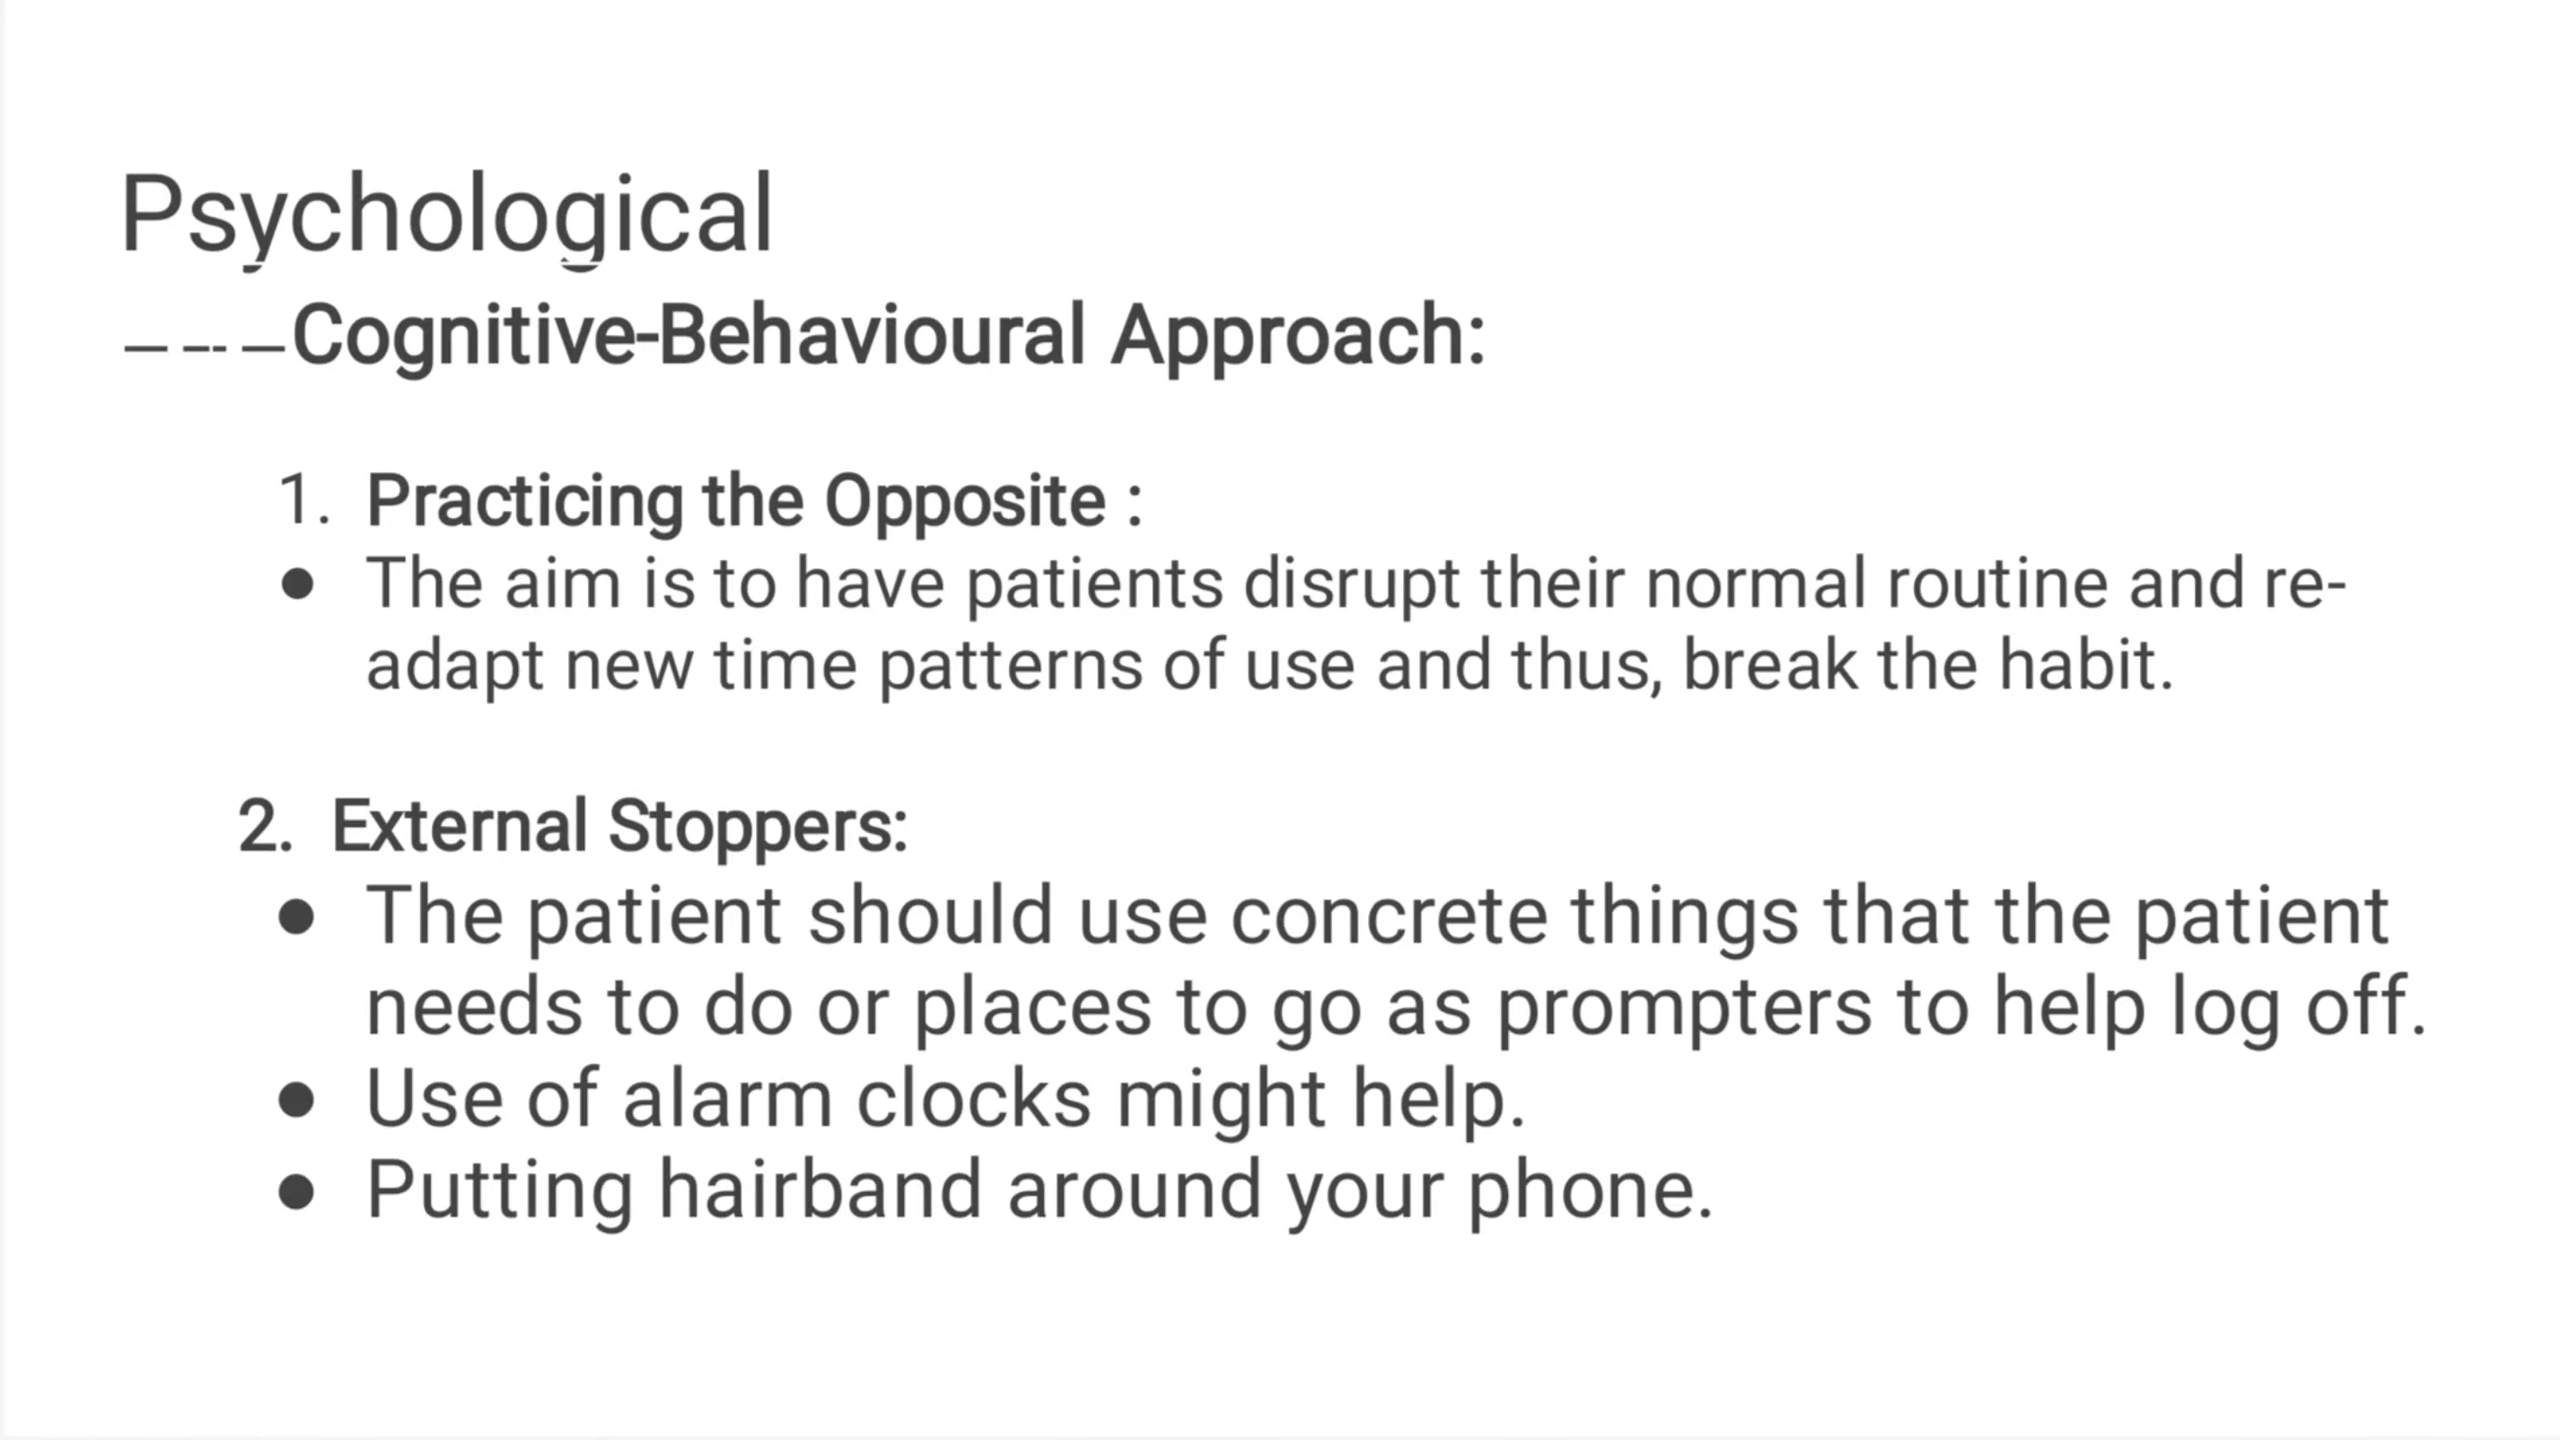 Psychological
Cognitive-Behavioural Approach:
1. Practicing the Opposite :
● The aim is to have patients disrupt their normal routine and re-
adapt new time patterns of use and thus, break the habit.
2. External Stoppers:
● The patient should use concrete things that the patient
needs to do or places to go as prompters to help log off.
● Use of alarm clocks might help.
● Putting hairband around your phone.